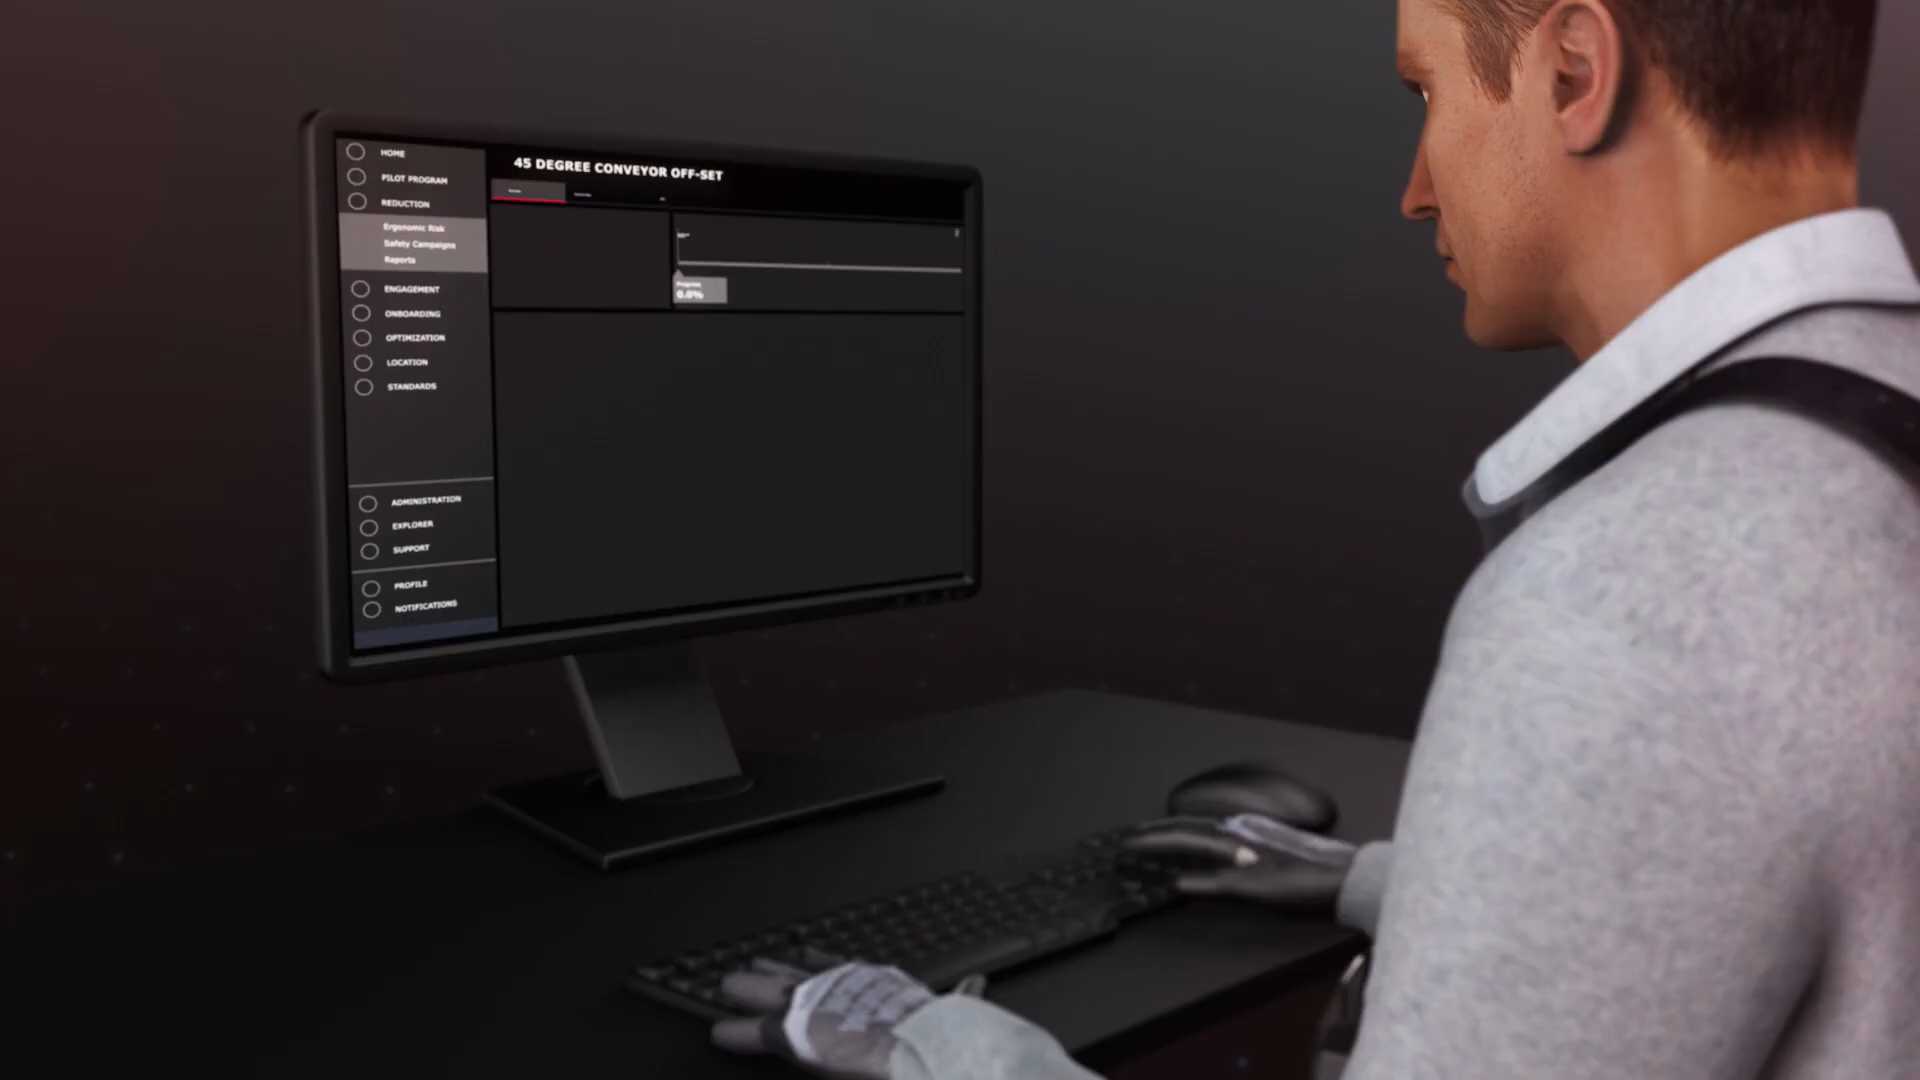 HOME
PILOT PROGRAM
REDUCTION
Ergonomic Risk
Safety Campaigns
Reports
ENGAGEMENT
ONBOARDING
OPTIMIZATION
LOCATION
STANDARDS
ADMINISTRATION
EXPLORER
SUPPORT
PROFILE
NOTIFICATIONS
45 DEGREE CONVEYOR OFF-SET
Progress
0.0%